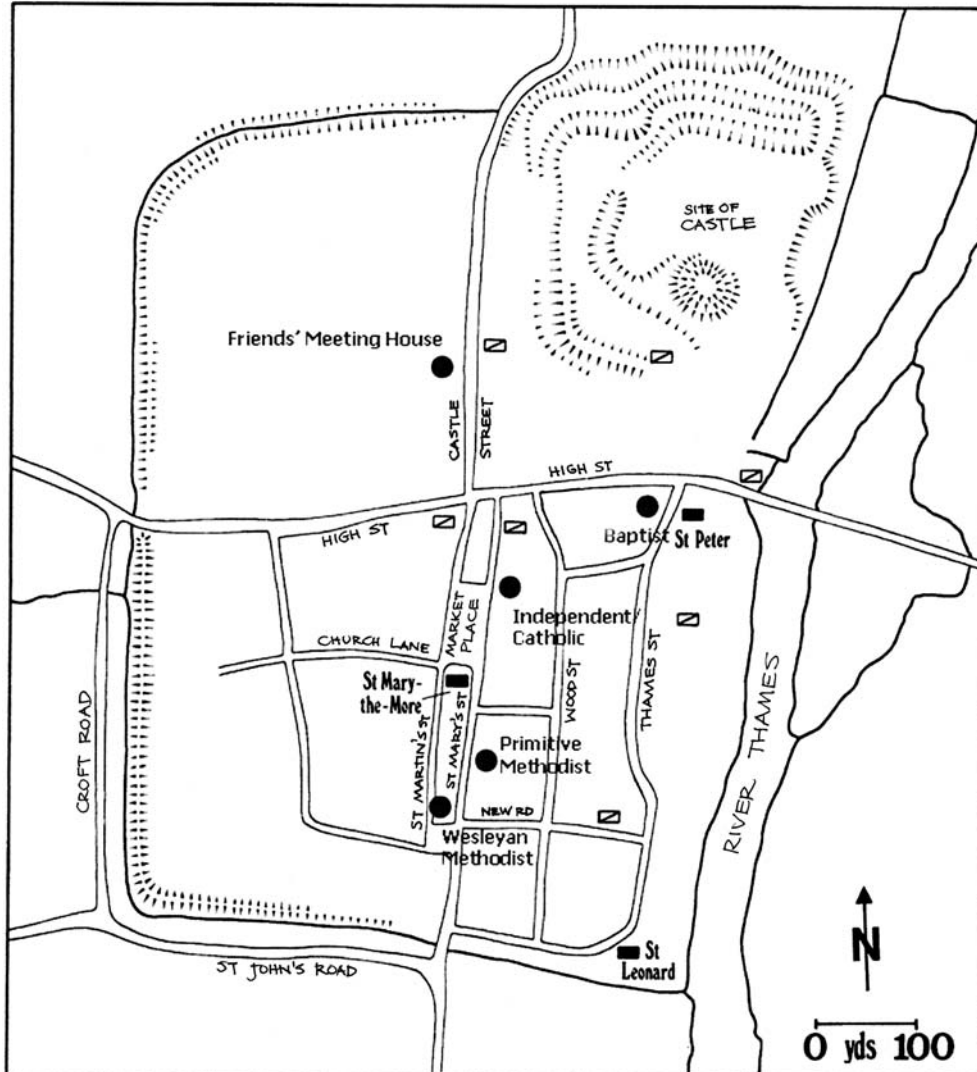 SITE OF
CASTLE
Friends' Meeting House
CASTLE
STREET
HIGH ST
HIGH ST
Baptist
St Peter
MARKET
PLACE
Independent/
Catholic
CHURCH LANE
St Mary-
the-More
WOOD ST
THAMES ST
ST MARTIN'S ST
ST MARY'S ST
Primitive
Methodist
CROFT ROAD
RIVER THAMES
NEW RD
Wesleyan
Methodist
St
Leonard
ST JOHN'S ROAD
N
0 yds 100